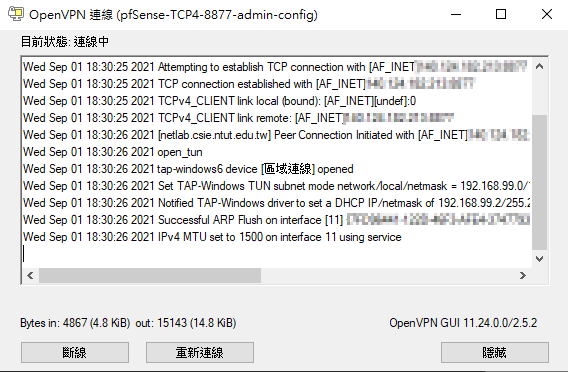 OpenVPN 連線 (pfSense-TCP4-8877-admin-config)
目前狀態: 連線中
Wed Sep 01 18:30:25 2021 Attempting to establish TCP connection with [AF_INET]
Wed Sep 01 18:30:25 2021 TCP connection established with [AF_INET]
Wed Sep 01 18:30:25 2021 TCPv4_CLIENT link local (bound): [AF_INET][undef]:0
Wed Sep 01 18:30:25 2021 TCPv4_CLIENT link remote: [AF_INET]
Wed Sep 01 18:30:26 2021 [netlab.csie.ntut.edu.tw] Peer Connection Initiated with [AF_INET]
Wed Sep 01 18:30:26 2021 open_tun
Wed Sep 01 18:30:26 2021 tap-windows6 device [區域連線] opened
Wed Sep 01 18:30:26 2021 Set TAP-Windows TUN subnet mode network/local/netmask = 192.168.99.0/
Wed Sep 01 18:30:26 2021 Notified TAP-Windows driver to set a DHCP IP/netmask of 192.168.99.2/255.2
Wed Sep 01 18:30:26 2021 Successful ARP Flush on interface [11]
Wed Sep 01 18:30:26 2021 IPv4 MTU set to 1500 on interface 11 using service
Bytes in: 4867 (4.8 KiB) out: 15143 (14.8 KiB)
OpenVPN GUI 11.24.0.0/2.5.2
斷線
重新連線
隱藏